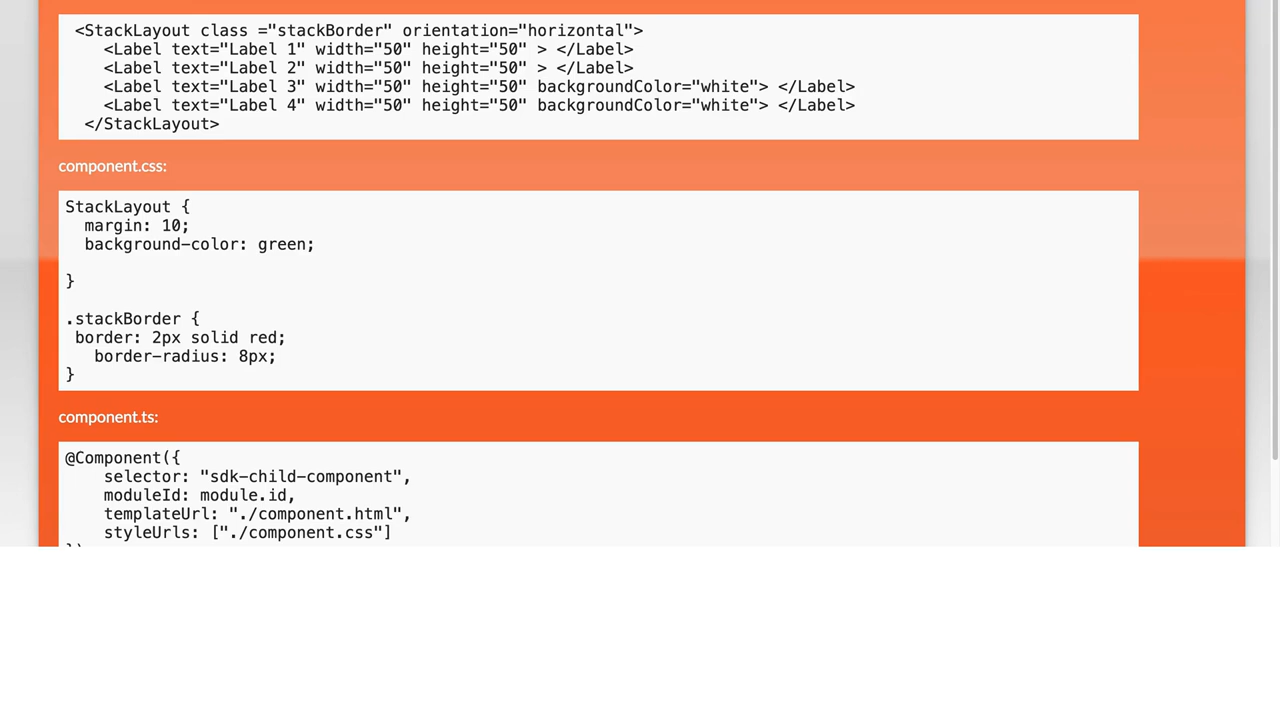 <StackLayout class ="stackBorder" orientation="horizontal">
<Label text="Label 1" width="50" height="50" > </Label>
<Label text="Label 2" width="50" height="50" > </Label>
<Label text="Label 3" width="50" height="50" backgroundColor="white"> </Label>
<Label text="Label 4" width="50" height="50" backgroundColor="white"> </Label>
</StackLayout>
component.css:
StackLayout {
margin: 10;
background-color: green;
}
.stackBorder {
border: 2px solid red;
border-radius: 8px;
}
component.ts:
@Component({
selector: "sdk-child-component",
moduleId: module.id,
templateUrl: "./component.html",
styleUrls: ["./component.css"]